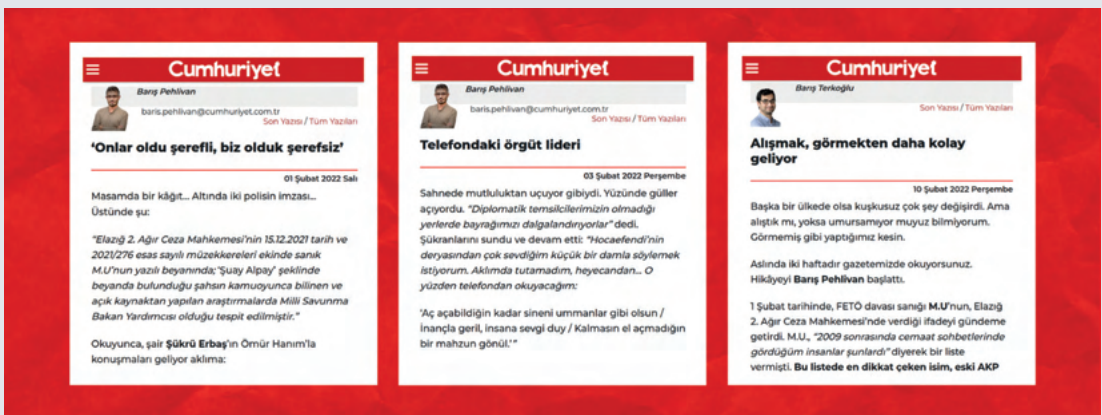 Cumhuriyet
Barış Pehlivan
baris.pehlivan@cumhuriyet.com.tr
Son Yazısı / Tüm Yazıları
‘Onlar oldu şerefli, biz olduk şerefsiz’
01 Şubat 2022 Salı
Masamda bir kâğıt... Altında iki polisin imzası...
Üstünde şu:
“Elazığ 2. Ağır Ceza Mahkemesi’nin 15.12.2021 tarih ve
2021/276 esas sayılı müzekkereleri ekinde sanık
M.U’nun yazılı beyanında; ‘Şuay Alpay’ şeklinde
beyanda bulunduğu şahsın kamuoyunca bilinen ve
açık kaynaktan yapılan araştırmalarda Milli Savunma
Bakan Yardımcısı olduğu tespit edilmiştir.”
Okuyunca, şair Şükrü Erbaş’ın Ömür Hanım’la
konuşmaları geliyor aklıma:
Cumhuriyet
Barış Pehlivan
baris.pehlivan@cumhuriyet.com.tr
Son Yazısı / Tüm Yazıları
Telefondaki örgüt lideri
03 Şubat 2022 Perşembe
Sahnede mutluluktan uçuyor gibiydi. Yüzünde güller
açıyordu. “Diplomatik temsilcilerimizin olmadığı
yerlerde bayrağımızı dalgalandırıyorlar” dedi.
Şükranlarını sundu ve devam etti: “Hocaefendi’nin
deryasından çok sevdiğim küçük bir damla söylemek
istiyorum. Aklımda tutamadım, heyecandan... O
yüzden telefondan okuyacağım:
‘Aç açabildiğin kadar sineni ummanlar gibi olsun /
İnançla geril, insana sevgi duy / Kalmasın el açmadığın
bir mahzun gönül.’”
Cumhuriyet
Barış Terkoğlu
Son Yazısı / Tüm Yazıları
Alışmak, görmekten daha kolay
geliyor
10 Şubat 2022 Perşembe
Başka bir ülkede olsa kuşkusuz çok şey değişirdi. Ama
alıştık mı, yoksa umursamıyor muyuz bilmiyorum.
Görmemiş gibi yaptığımız kesin.
Aslında iki haftadır gazetemizde okuyorsunuz.
Hikâyeyi Barış Pehlivan başlattı.
1 Şubat tarihinde, FETÖ davası sanığı M.U’nun, Elazığ
2. Ağır Ceza Mahkemesi’nde verdiği ifadeyi gündeme
getirdi. M.U., “2009 sonrasında cemaat sohbetlerinde
gördüğüm insanlar şunlardı” diyerek bir liste
vermişti. Bu listede en dikkat çeken isim, eski AKP